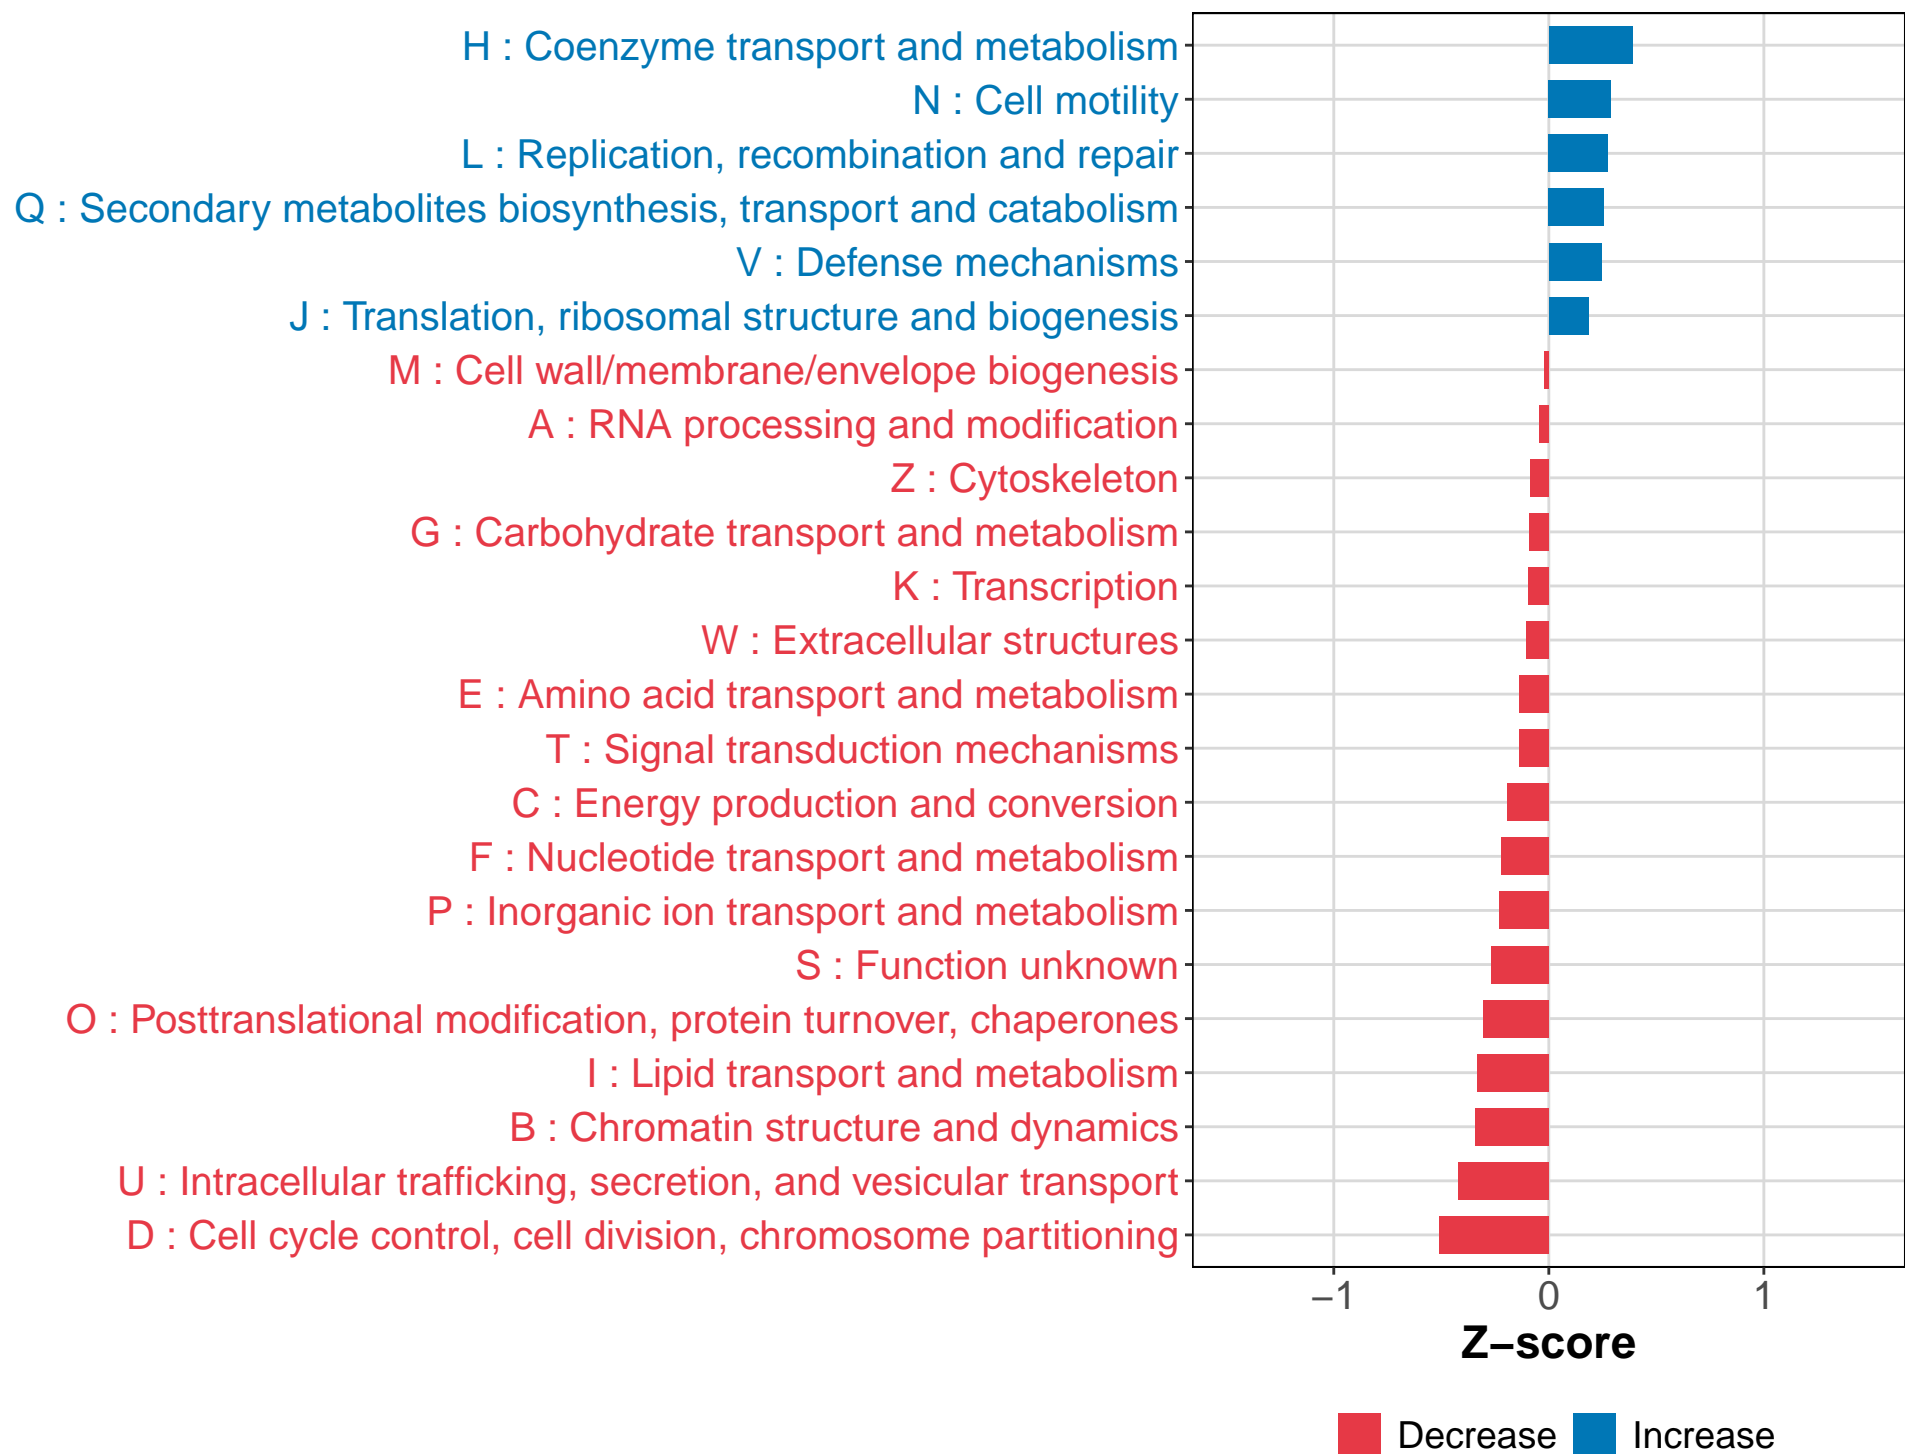 H : Coenzyme transport and metabolism
N : Cell motility
L : Replication, recombination and repair
Q : Secondary metabolites biosynthesis, transport and catabolism
V : Defense mechanisms
J : Translation, ribosomal structure and biogenesis
M : Cell wall/membrane/envelope biogenesis
A : RNA processing and modification
Z : Cytoskeleton
G : Carbohydrate transport and metabolism
K : Transcription
W : Extracellular structures
E : Amino acid transport and metabolism
T : Signal transduction mechanisms
C : Energy production and conversion
F : Nucleotide transport and metabolism
P : Inorganic ion transport and metabolism
S : Function unknown
O : Posttranslational modification, protein turnover, chaperones
I : Lipid transport and metabolism
B : Chromatin structure and dynamics
U : Intracellular trafficking, secretion, and vesicular transport
D : Cell cycle control, cell division, chromosome partitioning
−1 0 1
Z−score
Decrease Increase